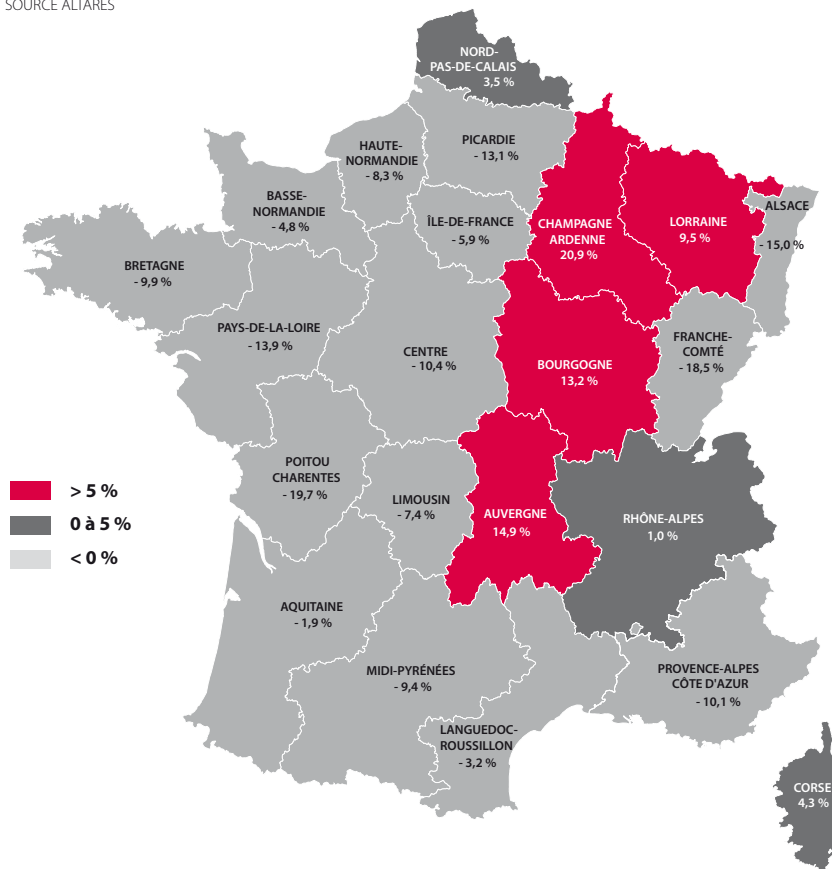 SOURCE ALTARES
NORD-
PAS-DE-CALAIS
3,5 %
PICARDIE
- 13,1 %
HAUTE-
NORMANDIE
- 8,3 %
BASSE-
NORMANDIE
- 4,8 %
ÎLE-DE-FRANCE
- 5,9 %
CHAMPAGNE
ARDENNE
20,9 %
LORRAINE
9,5 %
ALSACE
- 15,0 %
BRETAGNE
- 9,9 %
PAYS-DE-LA-LOIRE
- 13,9 %
CENTRE
- 10,4 %
BOURGOGNE
13,2 %
FRANCHE-
COMTÉ
- 18,5 %
POITOU
CHARENTES
- 19,7 %
LIMOUSIN
- 7,4 %
AUVERGNE
14,9 %
RHÔNE-ALPES
1,0 %
> 5 %
0 à 5 %
< 0 %
AQUITAINE
- 1,9 %
MIDI-PYRÉNÉES
- 9,4 %
LANGUEDOC-
ROUSSILLON
- 3,2 %
PROVENCE-ALPES
CÔTE D'AZUR
- 10,1 %
CORSE
4,3 %